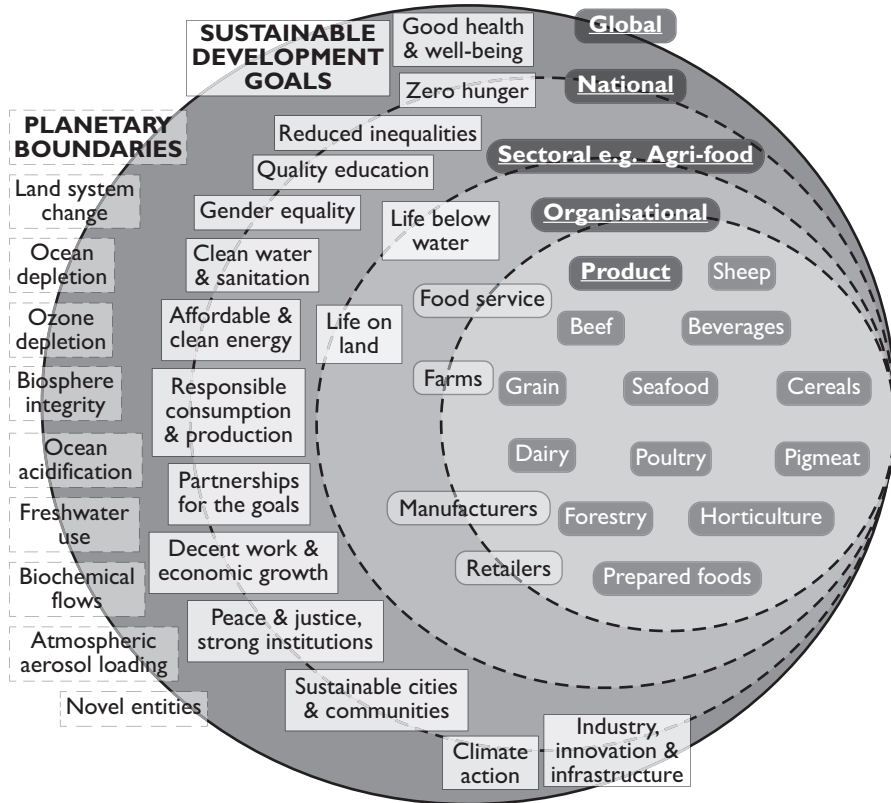 SUSTAINABLE
DEVELOPMENT
GOALS
Good health
& well-being
Global
Zero hunger
National
PLANETARY
BOUNDARIES
Reduced inequalities
Sectoral e.g. Agri-food
Quality education
Land system
change
Gender equality
Life below
water
Organisational
Ocean
depletion
Clean water
& sanitation
Product
Sheep
Food service
Ozone
depletion
Affordable &
clean energy
Life on
land
Beef
Beverages
Biosphere
integrity
Responsible
consumption
& production
Farms
Grain
Seafood
Cereals
Ocean
acidification
Dairy
Poultry
Pigmeat
Partnerships
for the goals
Freshwater
use
Manufacturers
Forestry
Horticulture
Decent work &
economic growth
Retailers
Prepared foods
Biochemical
flows
Peace & justice,
strong institutions
Atmospheric
aerosol loading
Sustainable cities
& communities
Novel entities
Climate
action
Industry,
innovation &
infrastructure